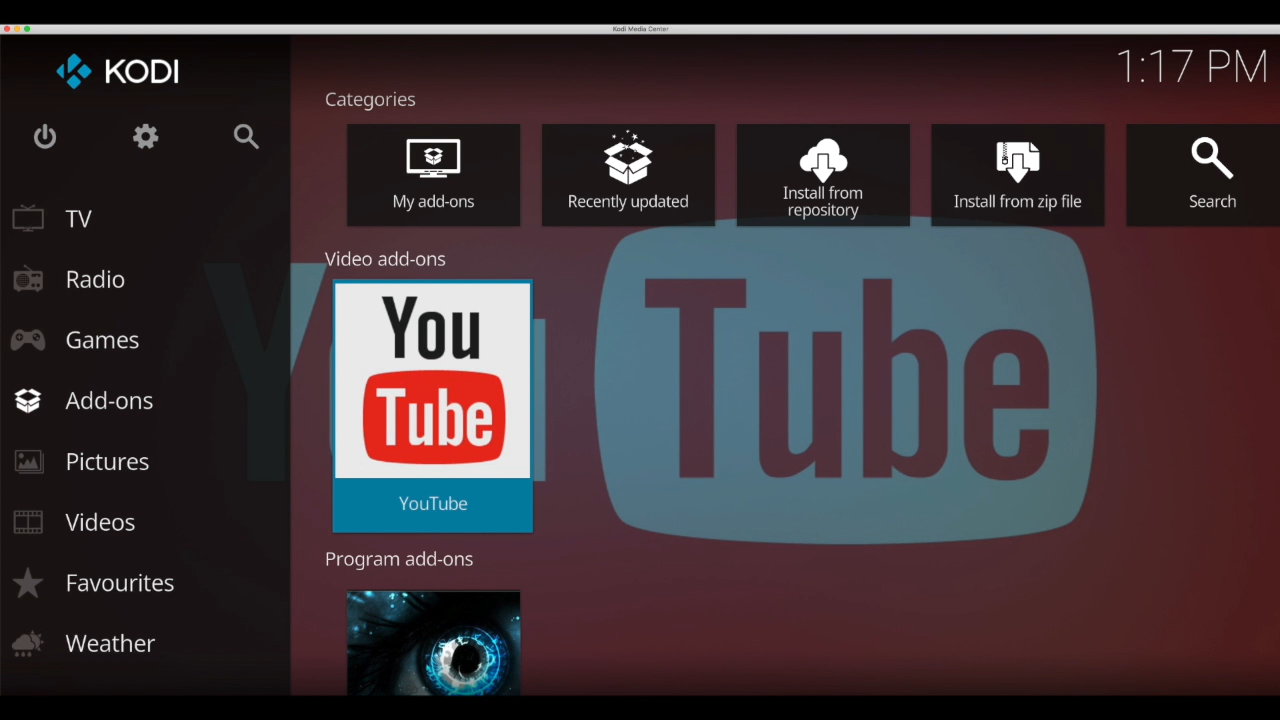 Kodi Media Center
KODI
1:17 PM
Categories
My add-ons
Recently updated
Install from
repository
Install from zip file
Search
TV
Radio
Games
Add-ons
Pictures
Videos
Favourites
Weather
Video add-ons
You
Tube
YouTube
You
Tube
Program add-ons